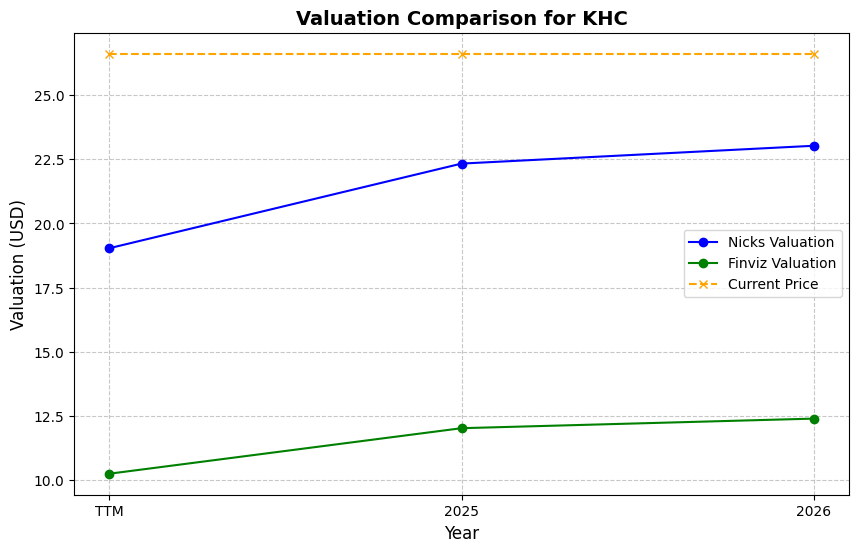 Valuation Comparison for KHC
Valuation (USD)
25.0
22.5
20.0
17.5
15.0
12.5
10.0
Nicks Valuation
Finviz Valuation
Current Price
TTM
2025
2026
Year